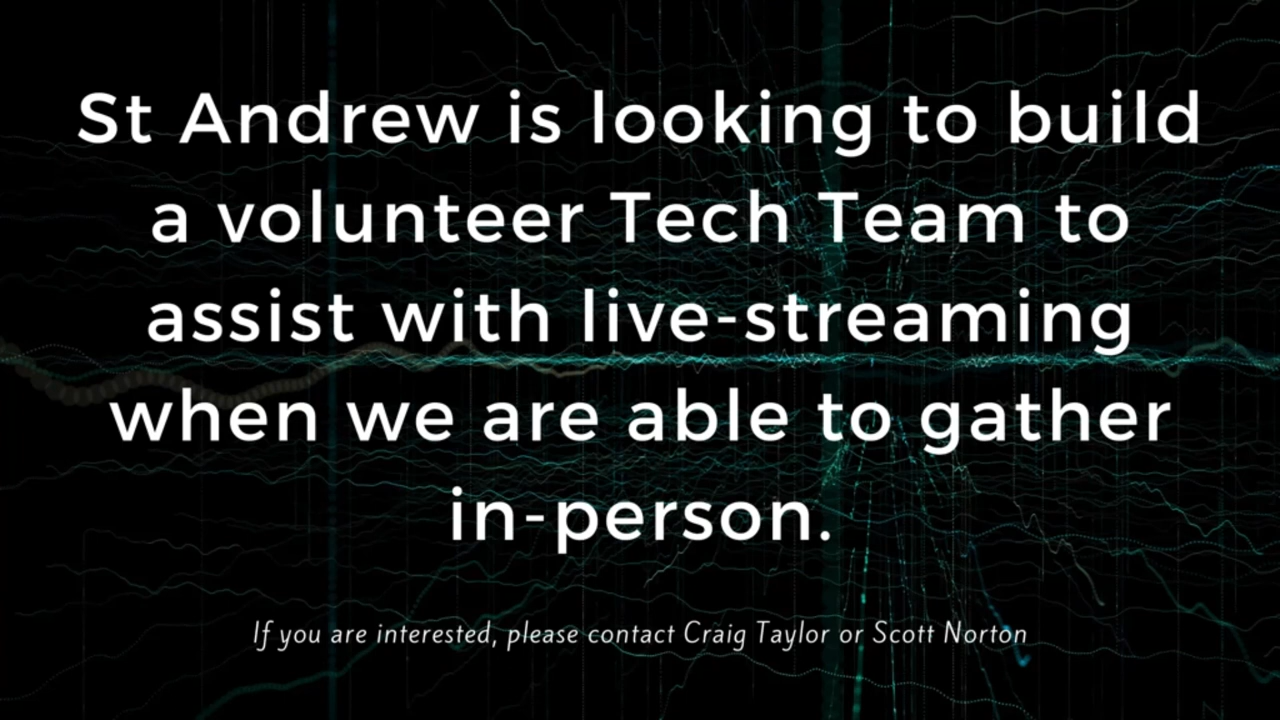 St Andrew is looking to build
a volunteer Tech Team to
assist with live-streaming
when we are able to gather
in-person.
If you are interested, please contact Craig Taylor or Scott Norton